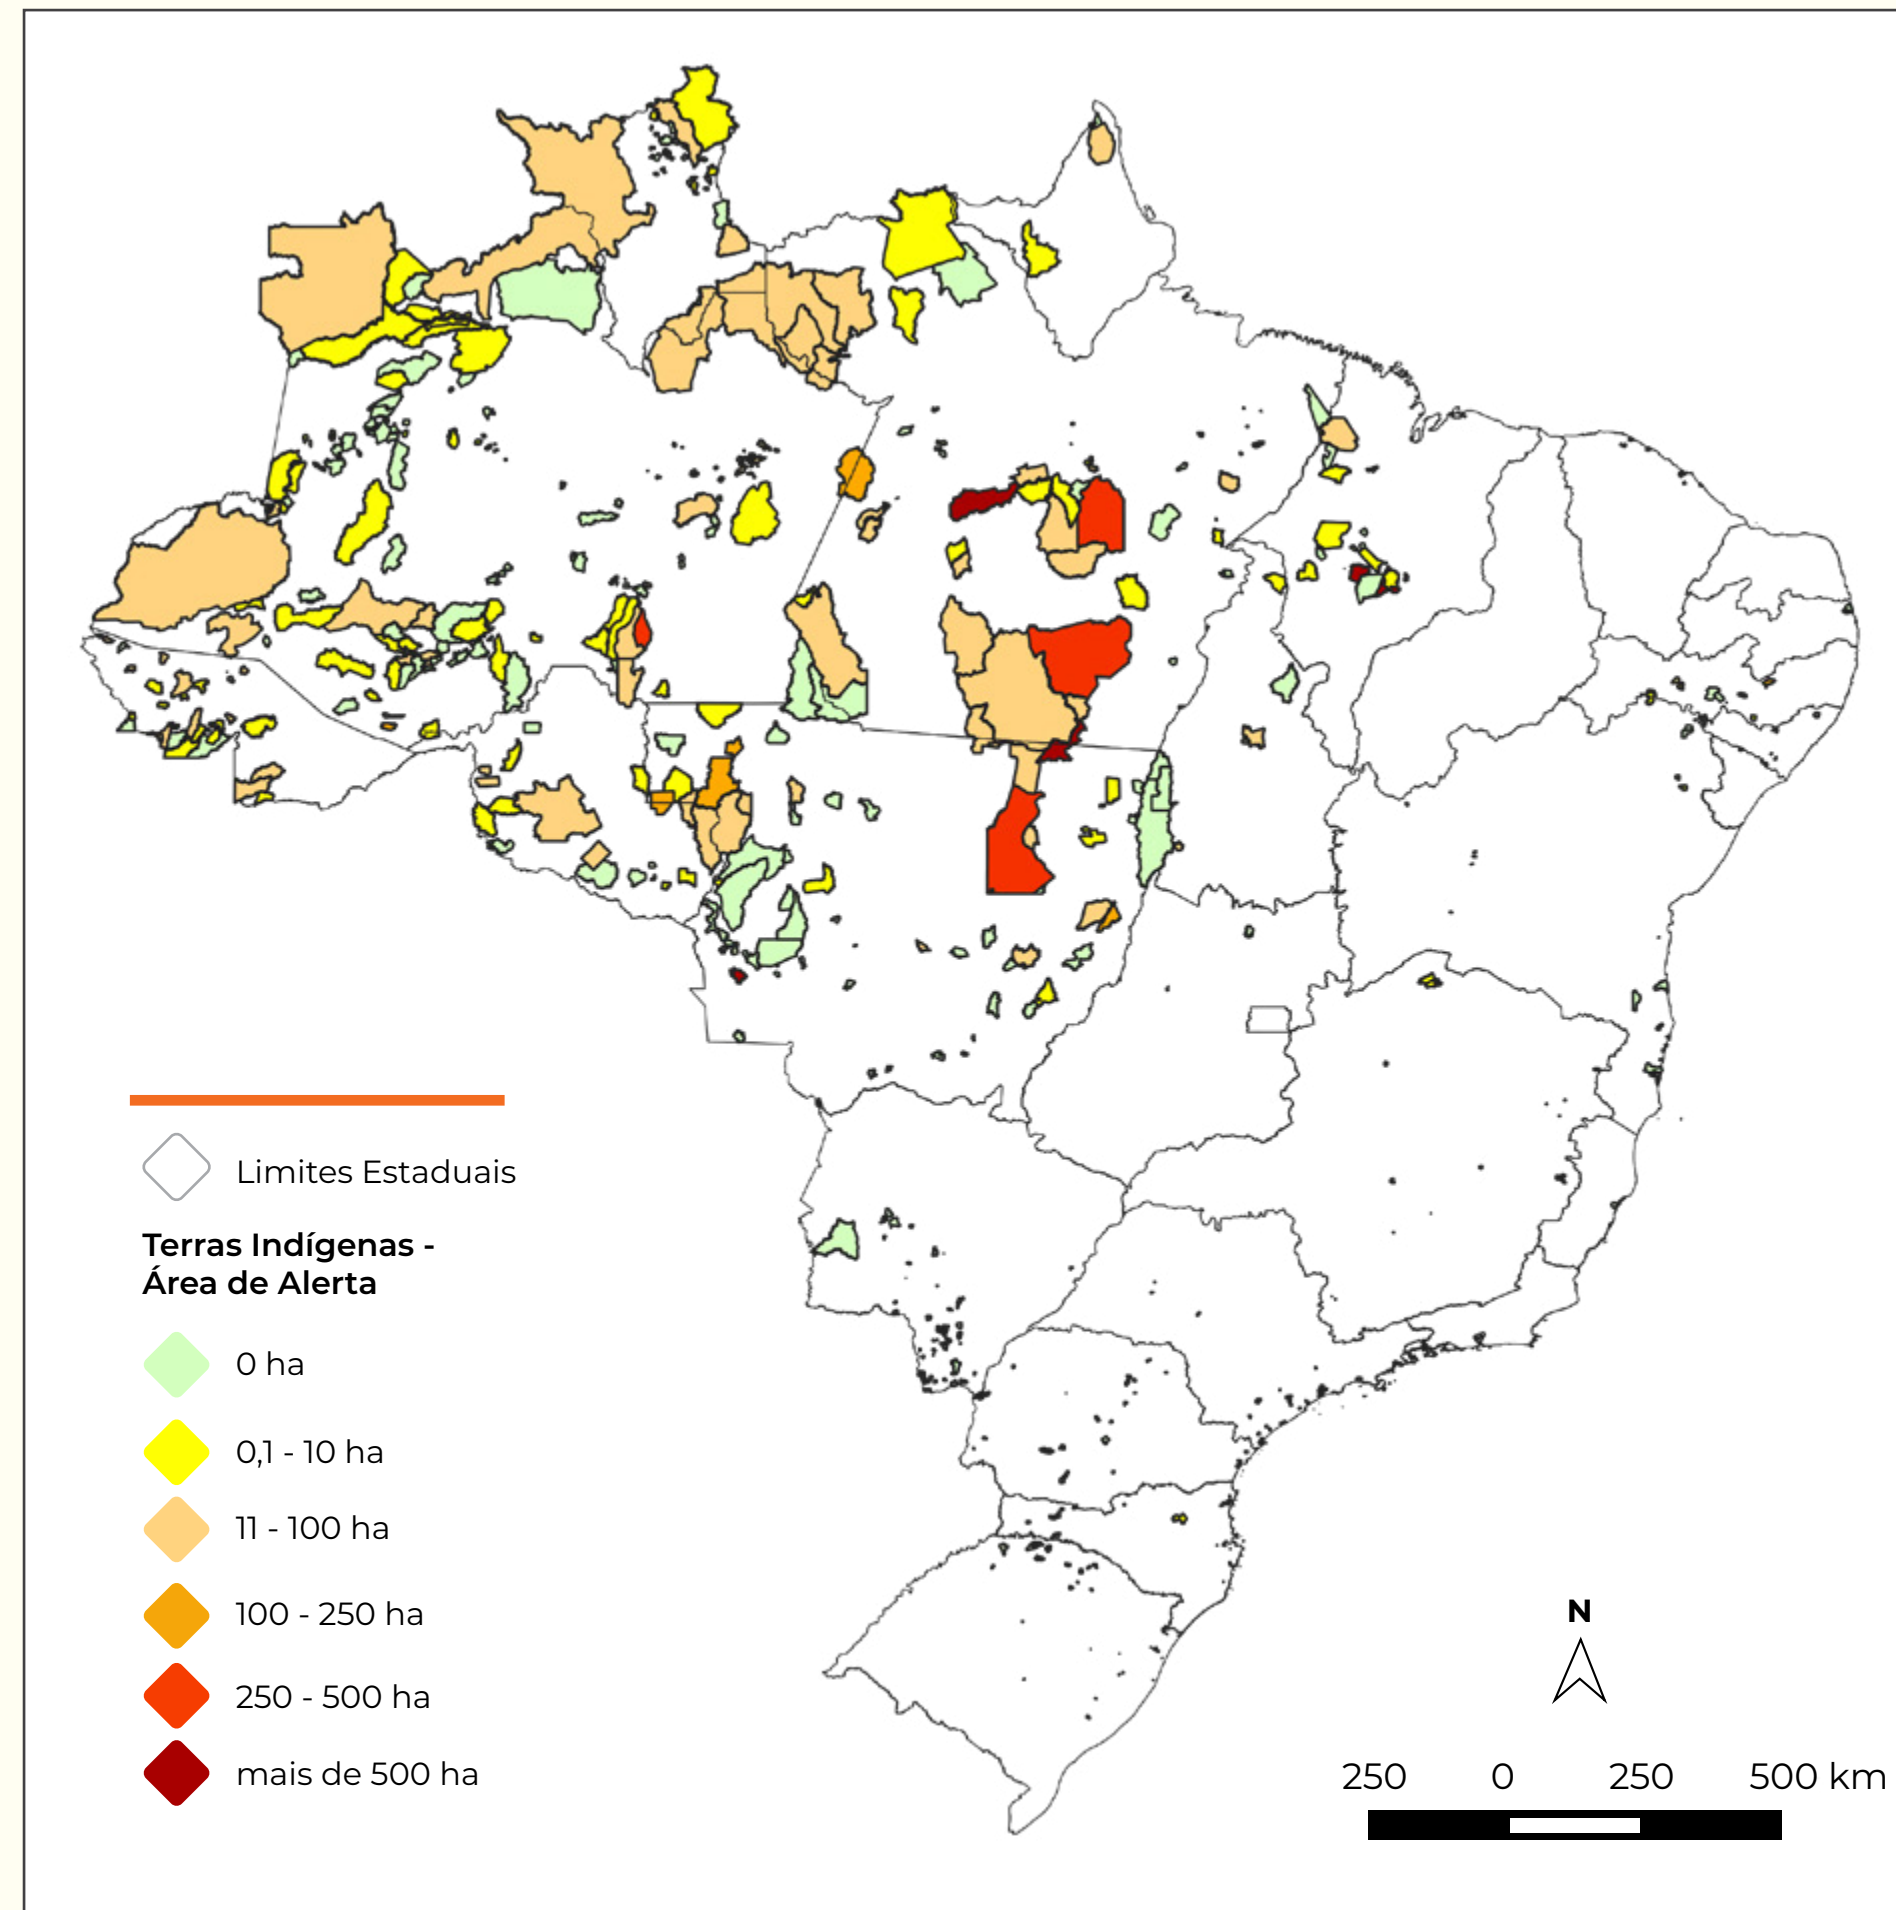 Limites Estaduais
Terras Indígenas -
Área de Alerta
0 ha
0,1 - 10 ha
11 - 100 ha
100 - 250 ha
250 - 500 ha
mais de 500 ha
N
250 0 250 500 km